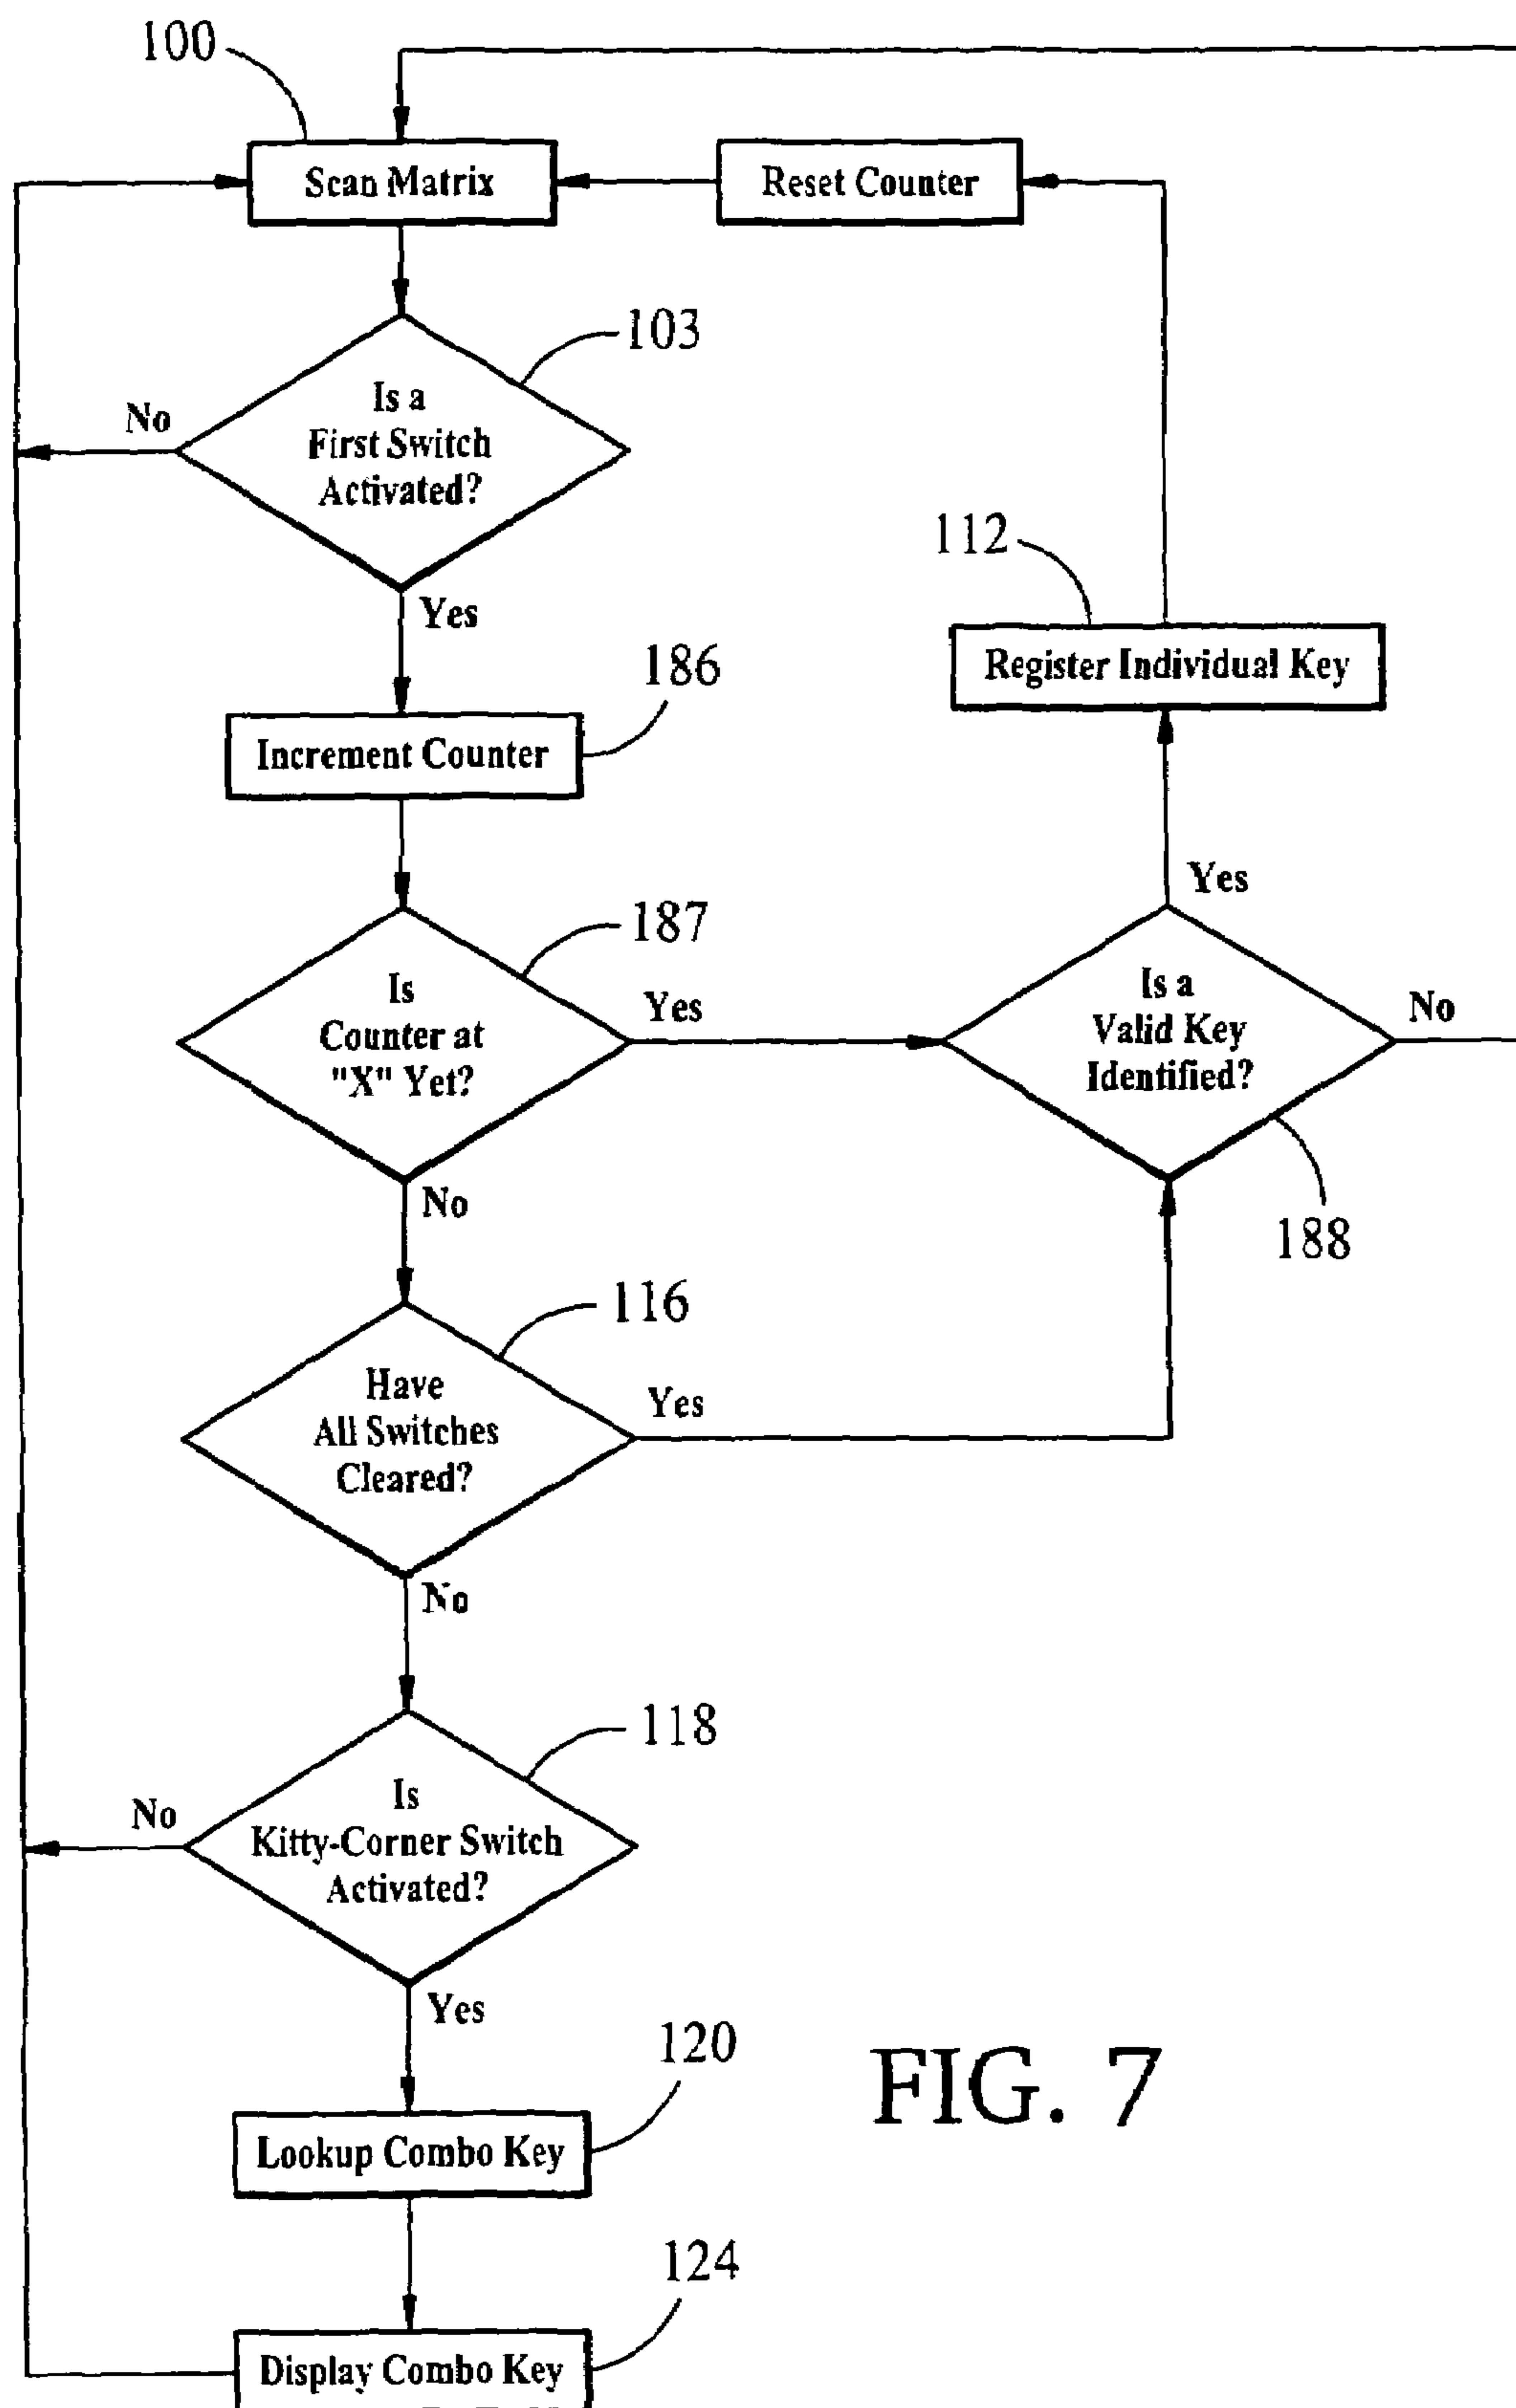 100
Scan Matrix
Reset Counter
103
Is a
First Switch
Activated?
No
Yes
112
Register Individual Key
186
Increment Counter
187
Is
Counter at
"X" Yet?
Yes
No
Yes
Is a
Valid Key
Identified?
No
188
116
Have
All Switches
Cleared?
Yes
No
118
Is
Kitty-Corner Switch
Activated?
No
Yes
120
Lookup Combo Key
FIG. 7
124
Display Combo Key